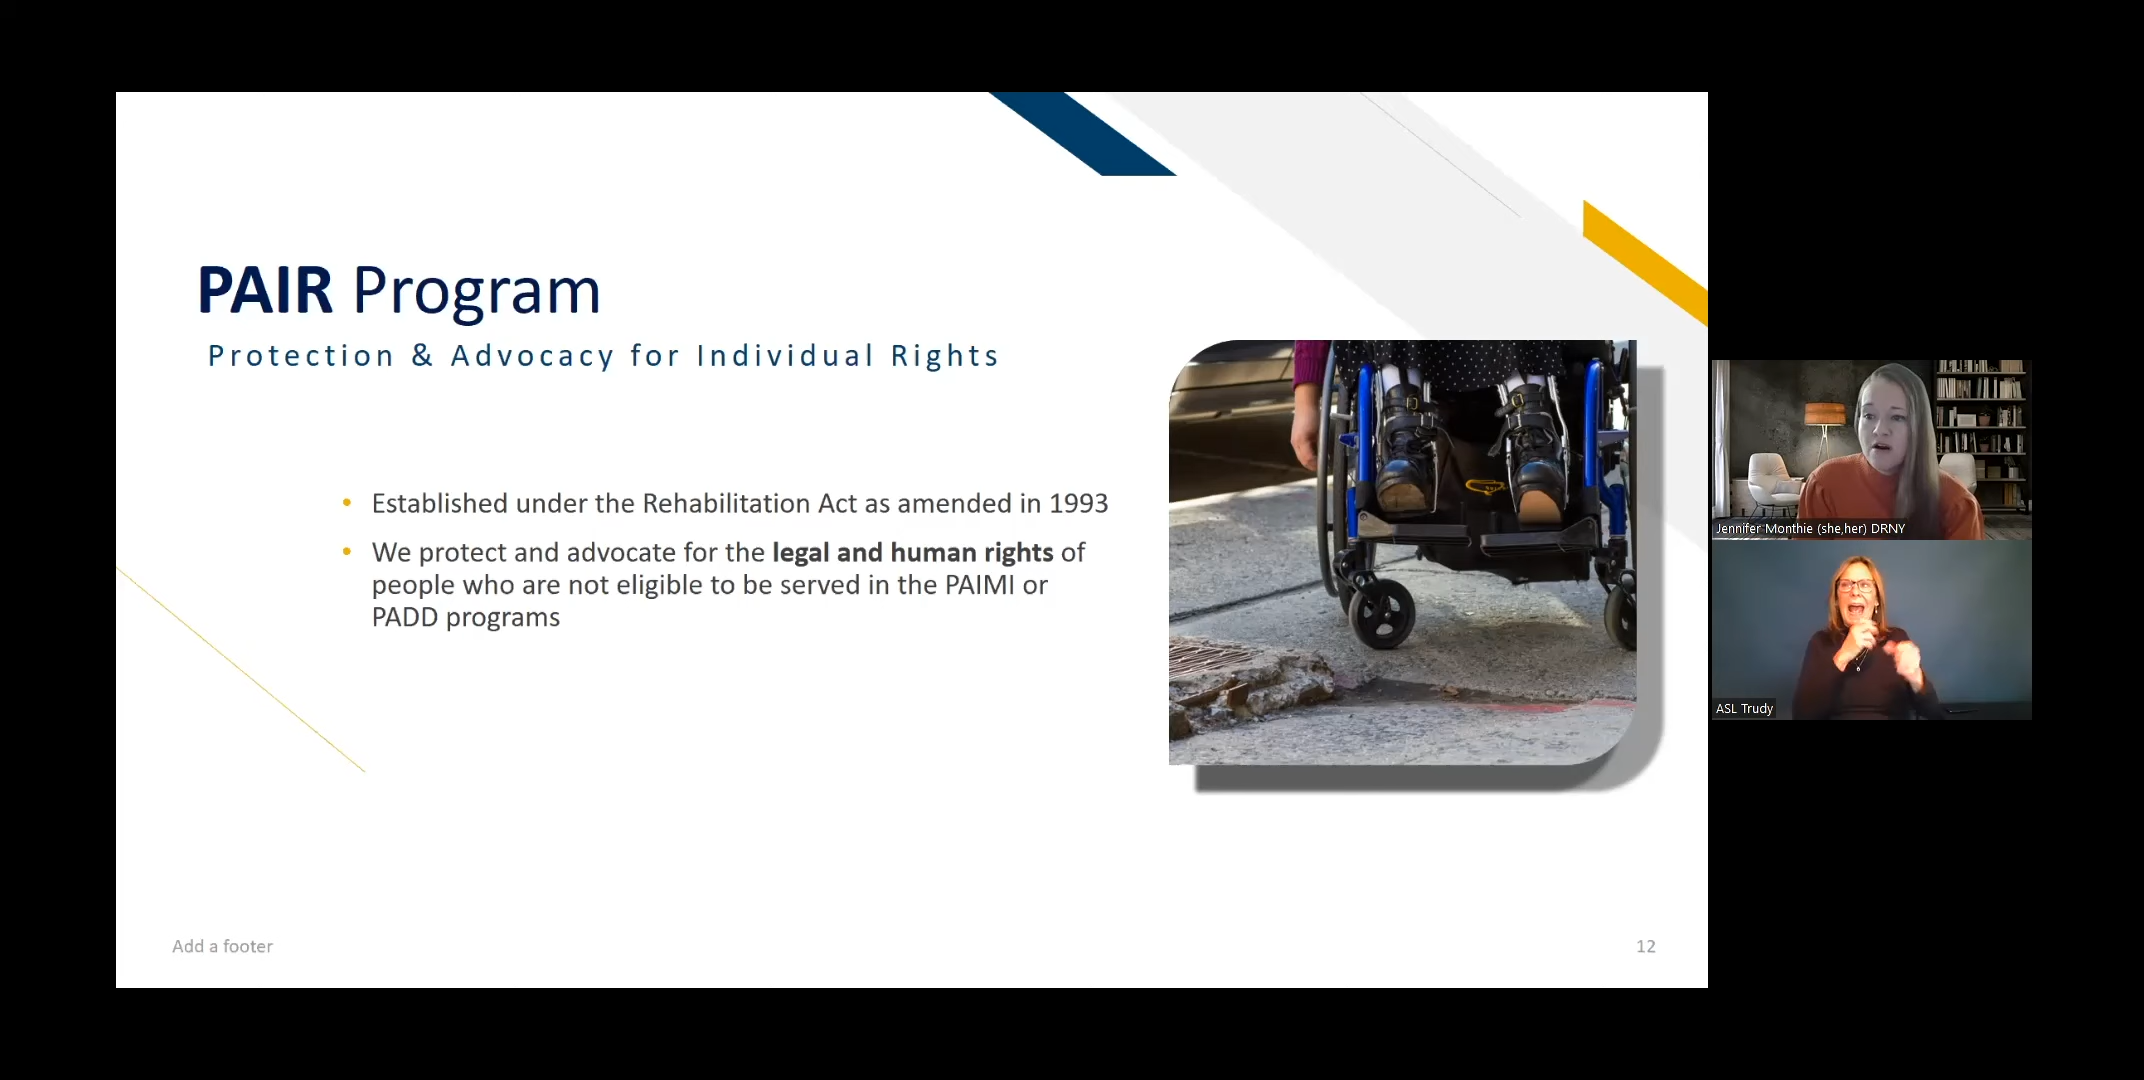 PAIR Program
Protection & Advocacy for Individual Rights
• Established under the Rehabilitation Act as amended in 1993
• We protect and advocate for the legal and human rights of
people who are not eligible to be served in the PAIMI or
PADD programs
Add a footer
12
Jennifer Monthie (she,her) DRNY
ASL Trudy